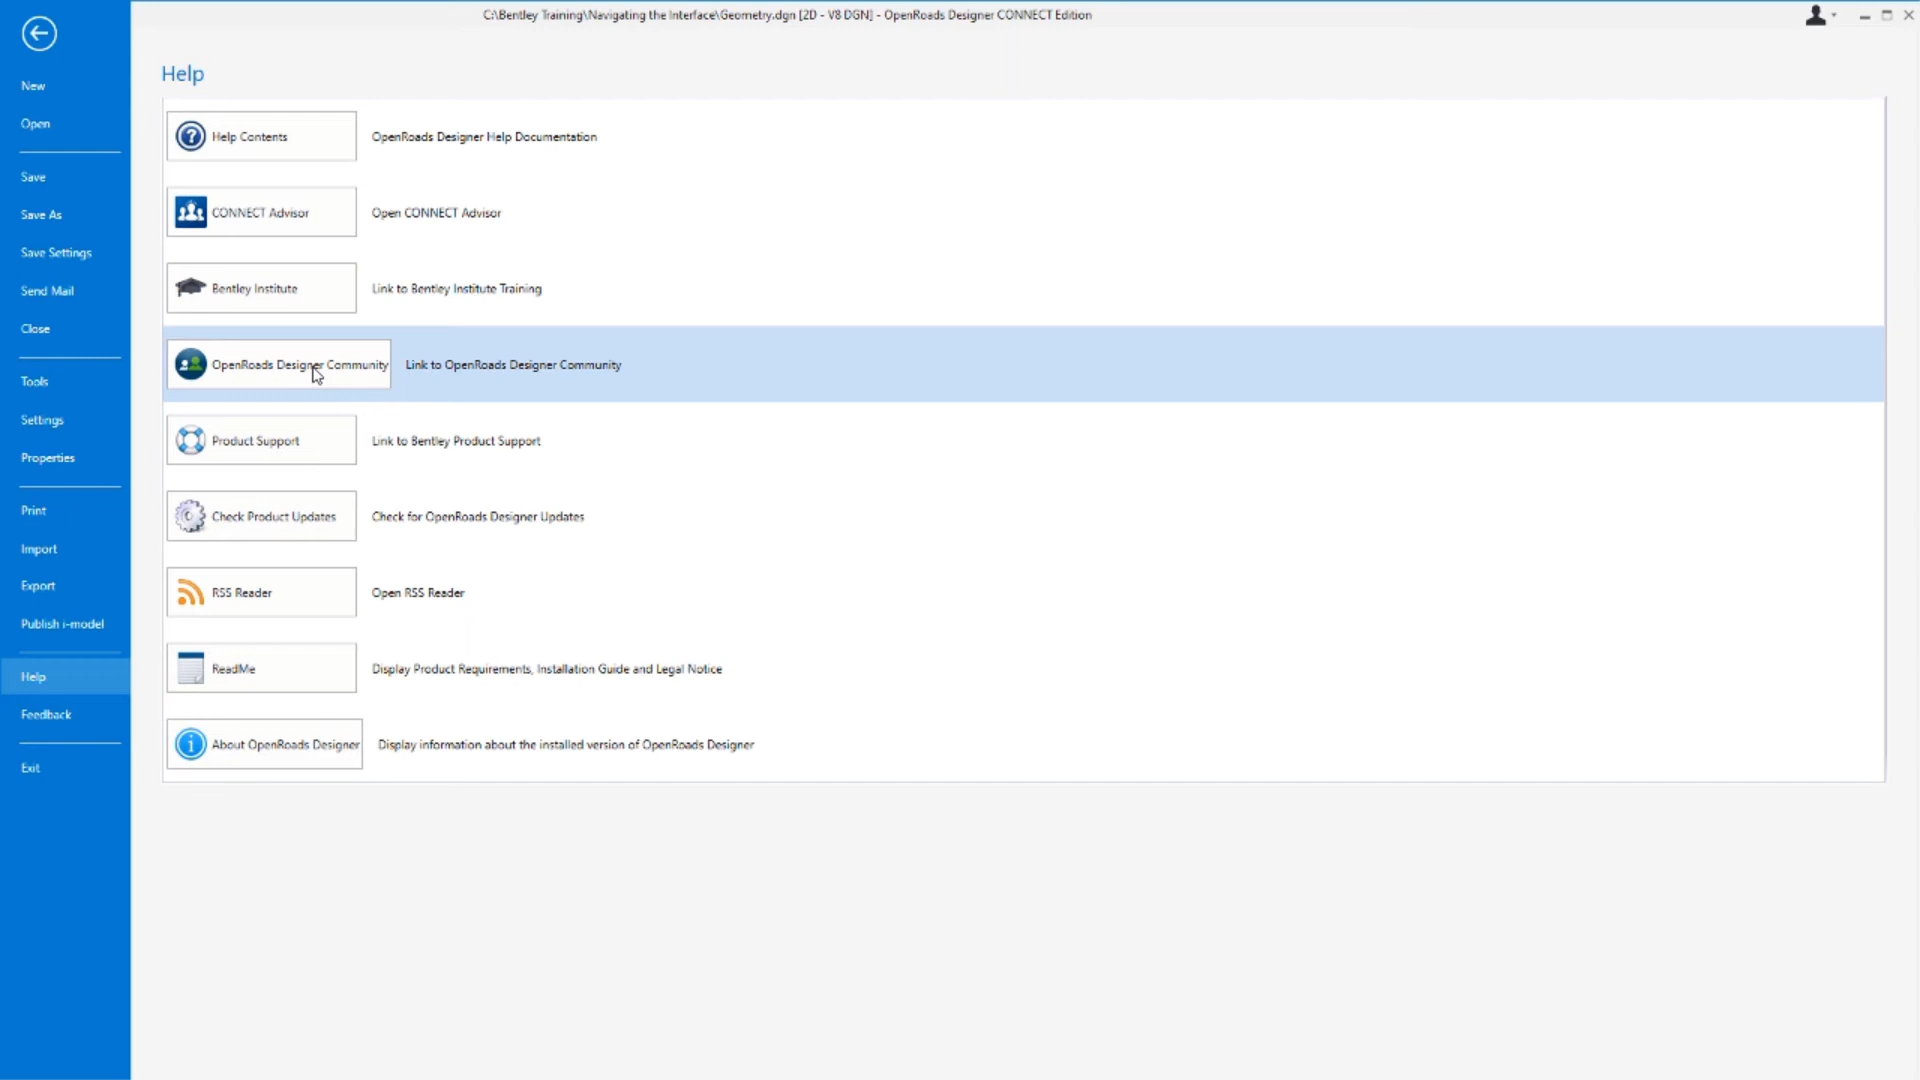 C:\Bentley Training\Navigating the Interface\Geometry.dgn [2D - V8 DGN] - OpenRoads Designer CONNECT Edition
New
Open
Save
Save As
Save Settings
Send Mail
Close
Tools
Settings
Properties
Print
Import
Export
Publish i-model
Help
Feedback
Exit
Help
Help Contents OpenRoads Designer Help Documentation
CONNECT Advisor Open CONNECT Advisor
Bentley Institute Link to Bentley Institute Training
OpenRoads Designer Community Link to OpenRoads Designer Community
Product Support Link to Bentley Product Support
Check Product Updates Check for OpenRoads Designer Updates
RSS Reader Open RSS Reader
ReadMe Display Product Requirements, Installation Guide and Legal Notice
About OpenRoads Designer Display information about the installed version of OpenRoads Designer